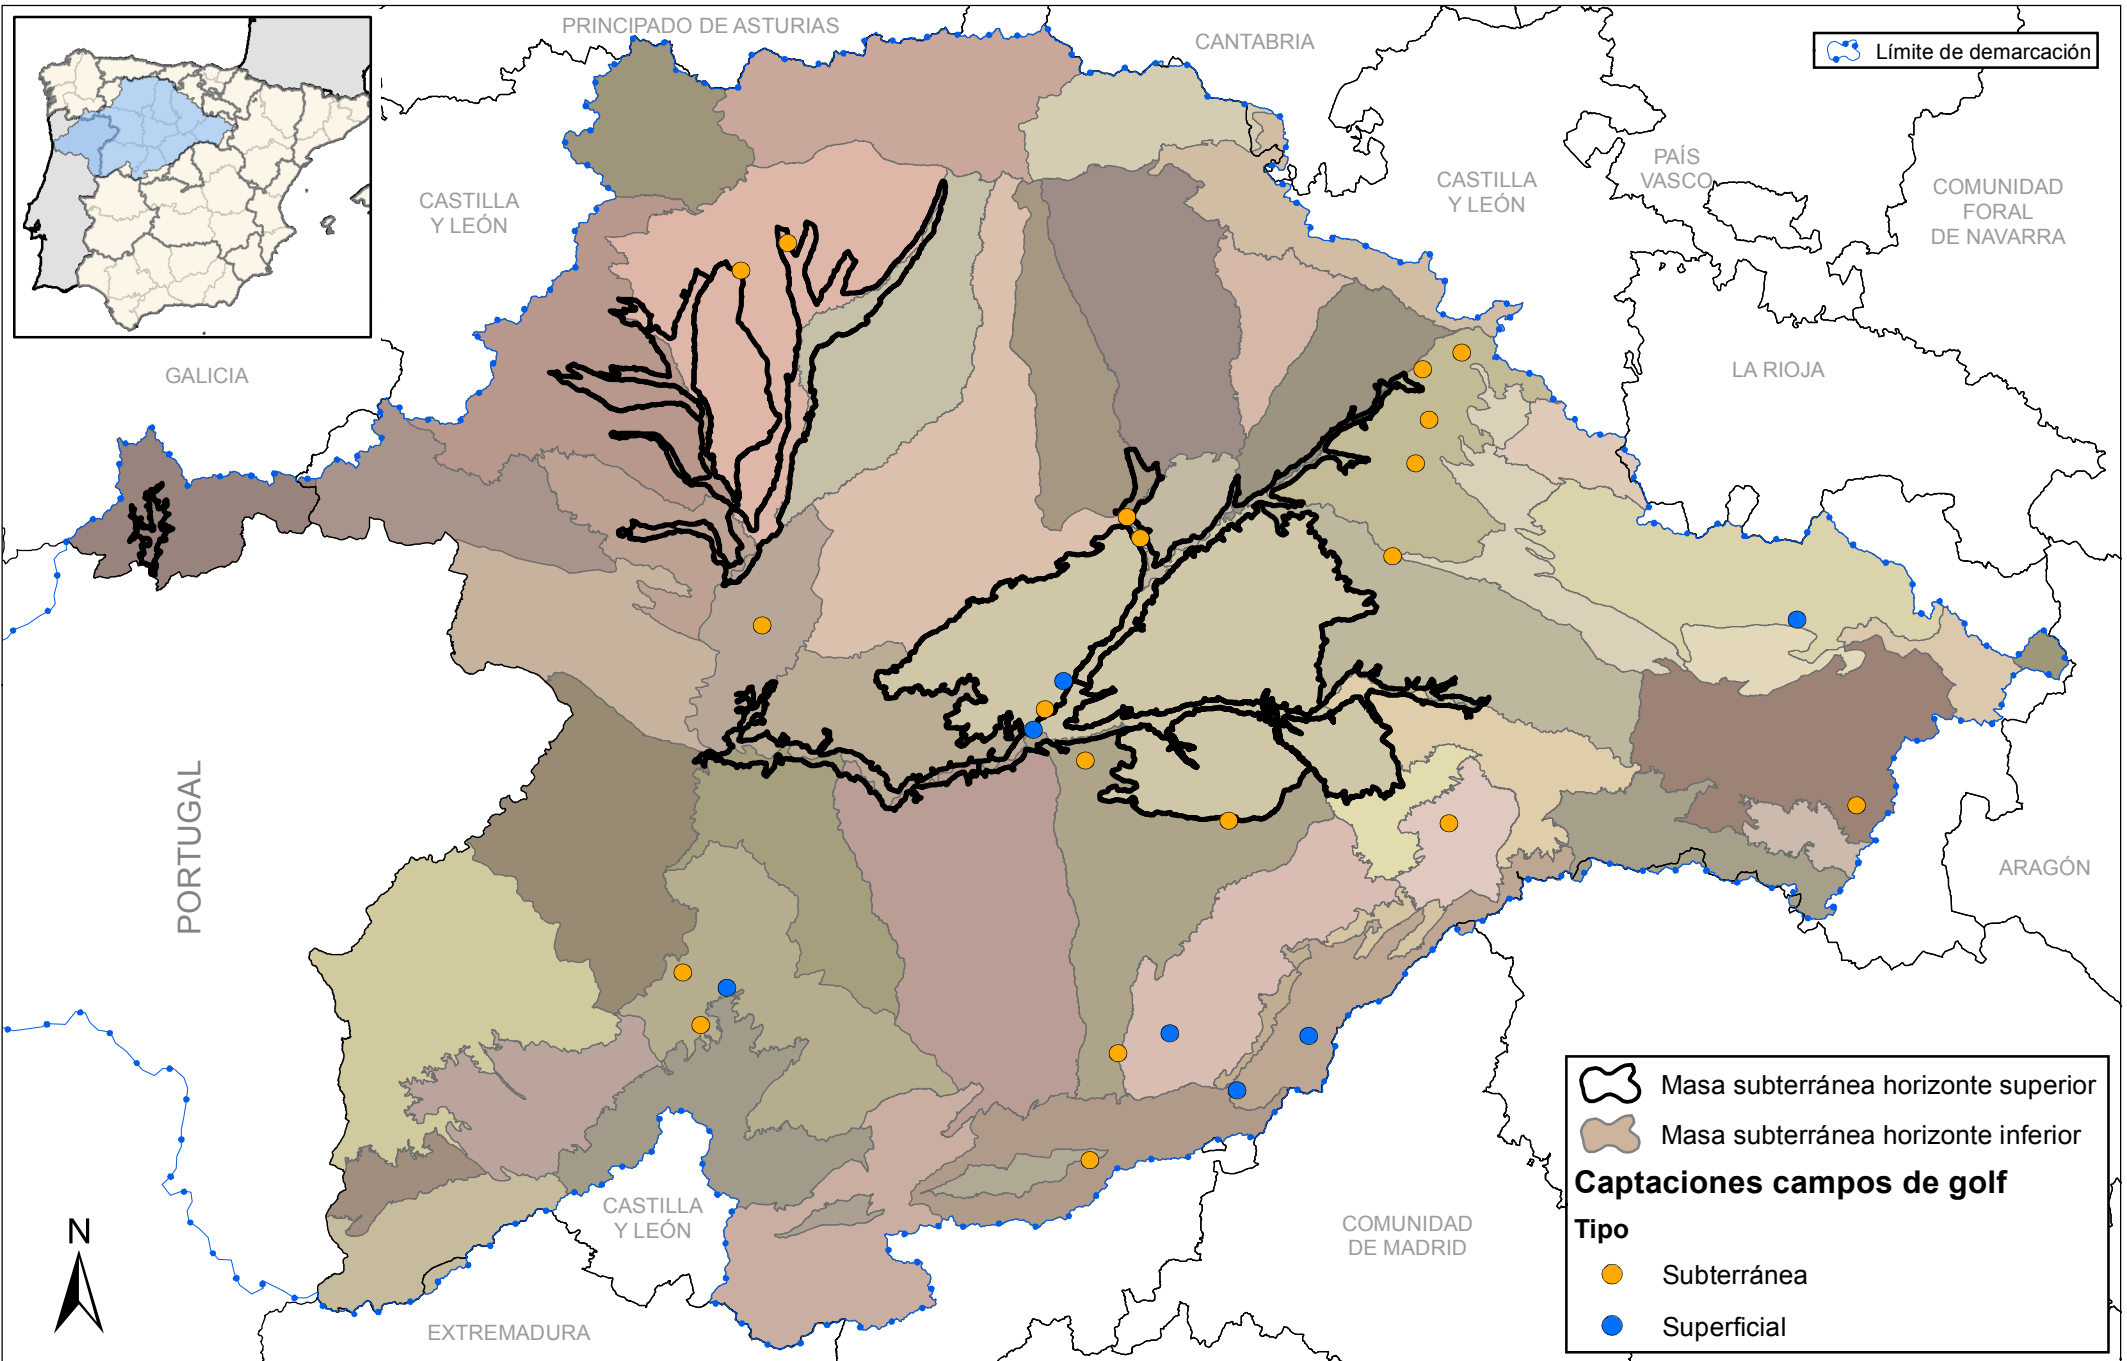 PRINCIPADO DE ASTURIAS
CANTABRIA
Límite de demarcación
PAÍS
VASCO
CASTILLA
Y LEÓN
COMUNIDAD
FORAL
DE NAVARRA
CASTILLA
Y LEÓN
GALICIA
LA RIOJA
PORTUGAL
ARAGÓN
CASTILLA
Y LEÓN
COMUNIDAD
DE MADRID
EXTREMADURA
N
Masa subterránea horizonte superior
Masa subterránea horizonte inferior
Captaciones campos de golf
Tipo
Subterránea
Superficial